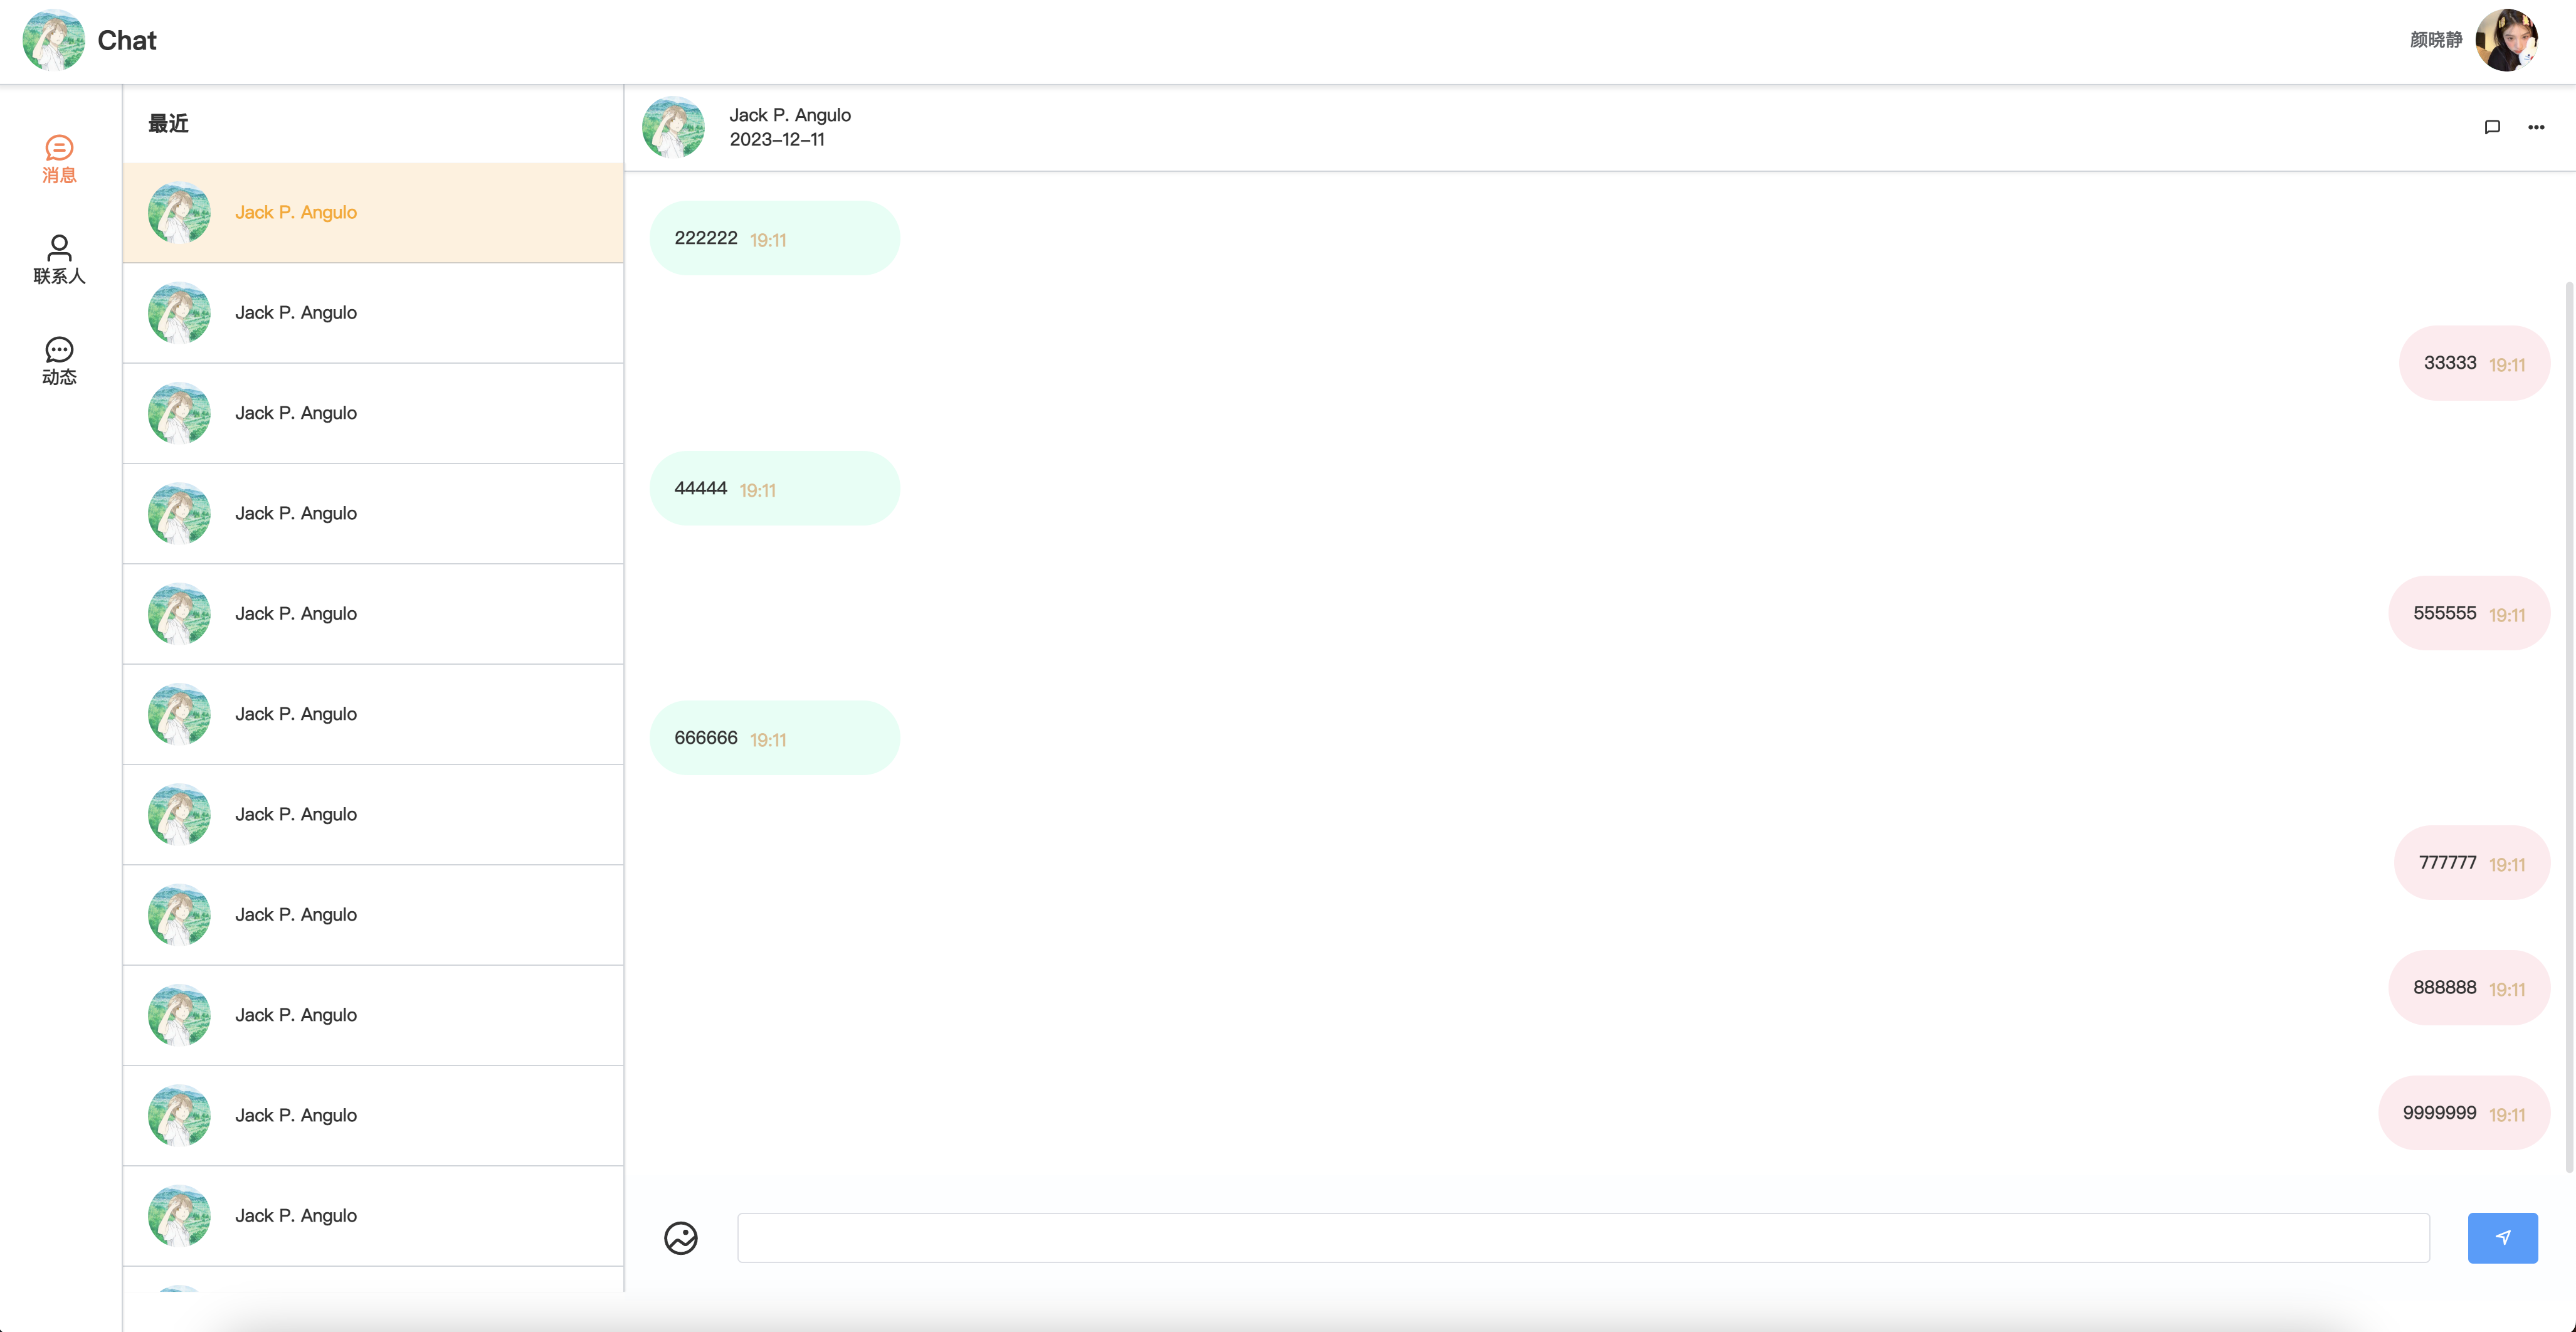 Chat
颜晓静
消息
联系人
动态
最近
Jack P. Angulo
Jack P. Angulo
Jack P. Angulo
Jack P. Angulo
Jack P. Angulo
Jack P. Angulo
Jack P. Angulo
Jack P. Angulo
Jack P. Angulo
Jack P. Angulo
Jack P. Angulo
Jack P. Angulo
2023-12-11
222222 19:11
33333 19:11
44444 19:11
555555 19:11
666666 19:11
777777 19:11
888888 19:11
9999999 19:11